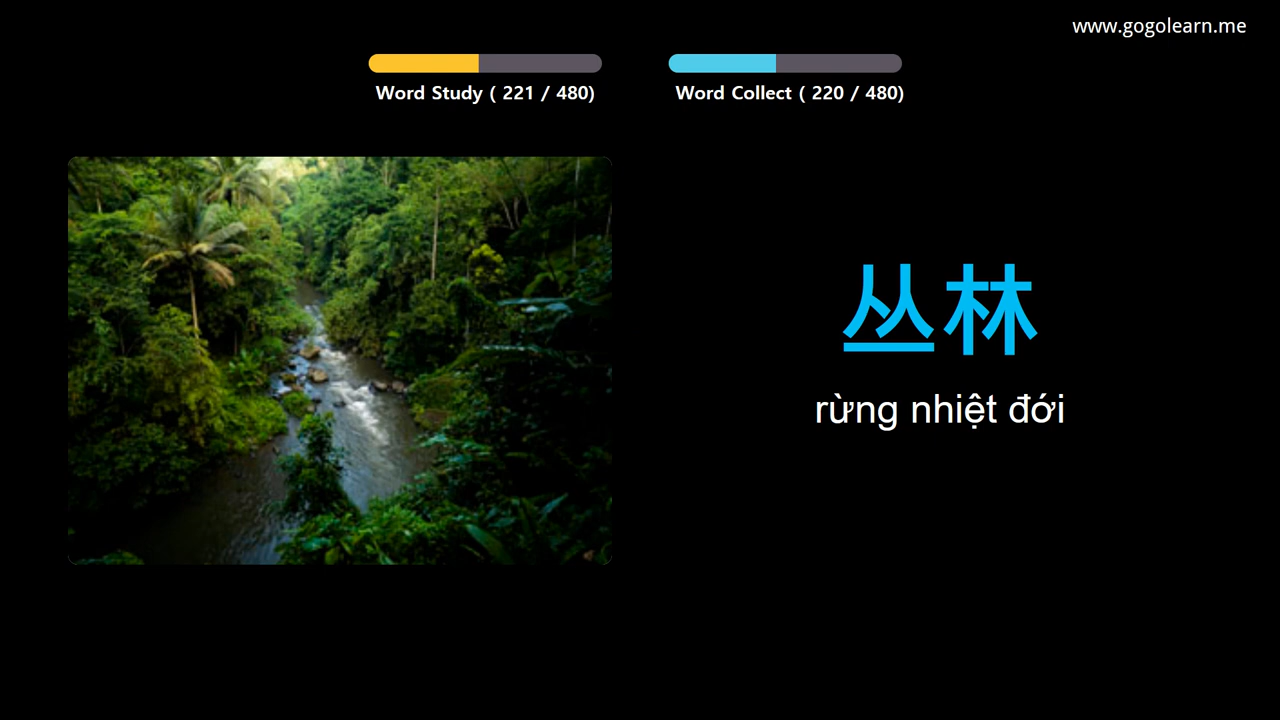 www.gogolearn.me
Word Study ( 221 / 480)
Word Collect ( 220 / 480)
丛林
rừng nhiệt đới